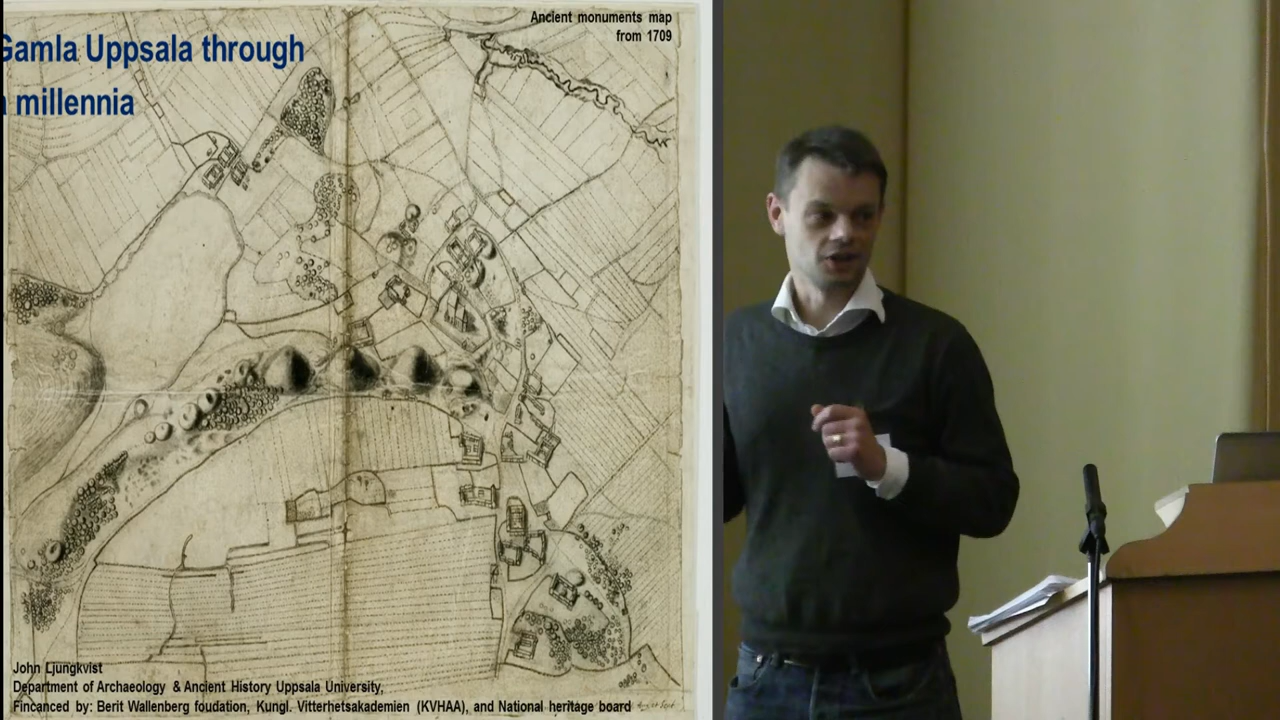 Gamla Uppsala through
a millennia
Ancient monuments map
from 1709
John Ljungkvist
Department of Archaeology & Ancient History Uppsala University,
Fincanced by: Berit Wallenberg foudation, Kungl. Vitterhetsakademien (KVHAA), and National heritage board